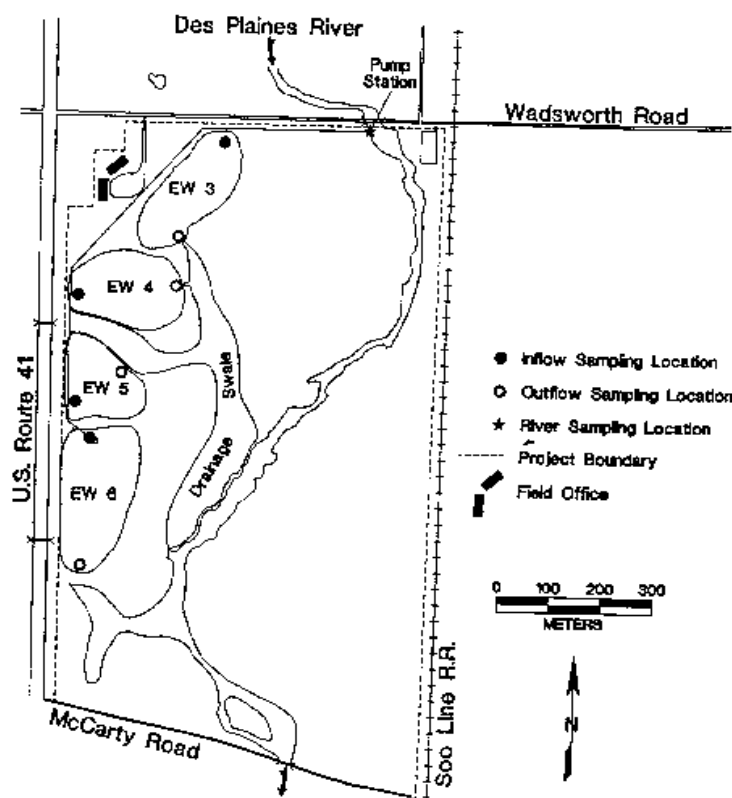 Des Plaines River
Pump
Station
Wadsworth Road
EW 3
EW 4
EW 5
EW 6
Swale
Drainage
U.S. Route 41
Inflow Sampling Location
Outflow Sampling Location
River Sampling Location
Project Boundary
Field Office
0 100 200 300
METERS
Soo Line R.R.
McCarty Road
N